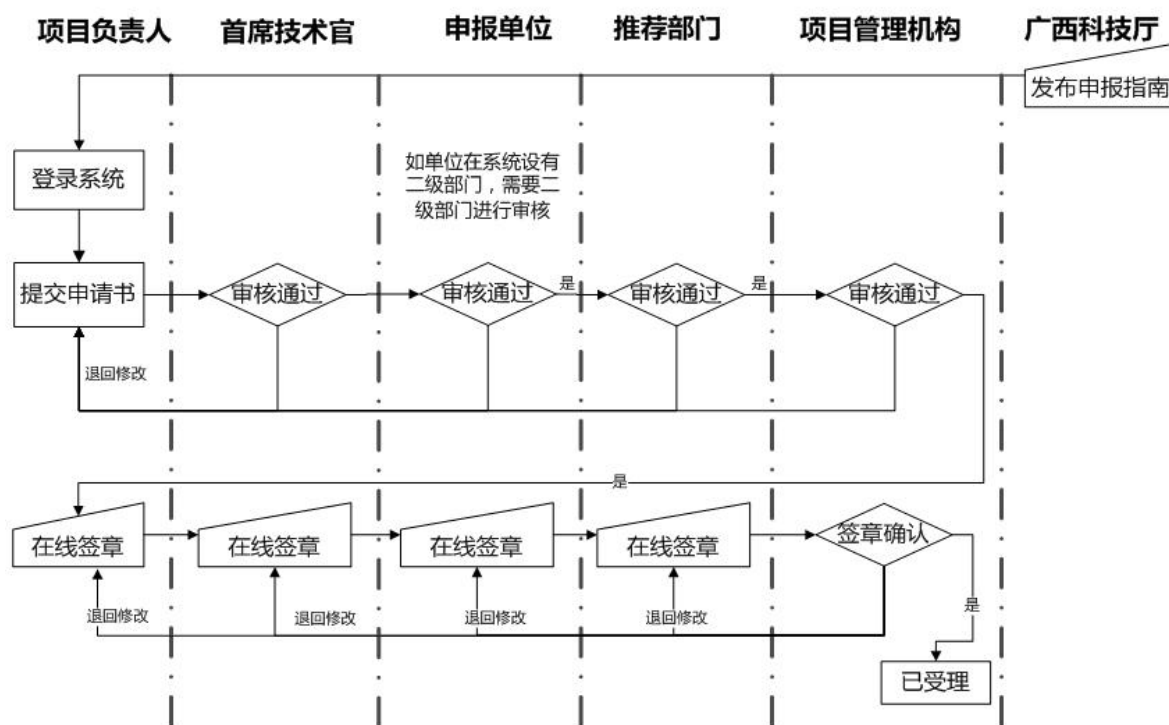 项目负责人
首席技术官
申报单位
推荐部门
项目管理机构
广西科技厅
发布申报指南
登录系统
如单位在系统设有
二级部门，需要二
级部门进行审核
提交申请书
审核通过
审核通过
是
审核通过
是
审核通过
退回修改
是
在线签章
在线签章
在线签章
在线签章
签章确认
退回修改
退回修改
退回修改
退回修改
是
已受理